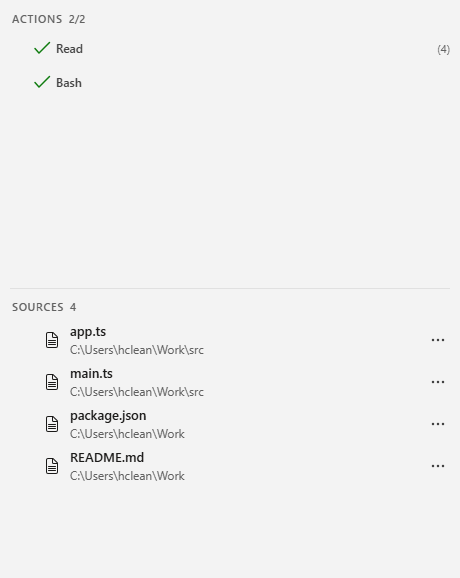 ACTIONS 2/2
Read (4)
Bash
SOURCES 4
app.ts
C:\Users\hclean\Work\src
main.ts
C:\Users\hclean\Work\src
package.json
C:\Users\hclean\Work
README.md
C:\Users\hclean\Work